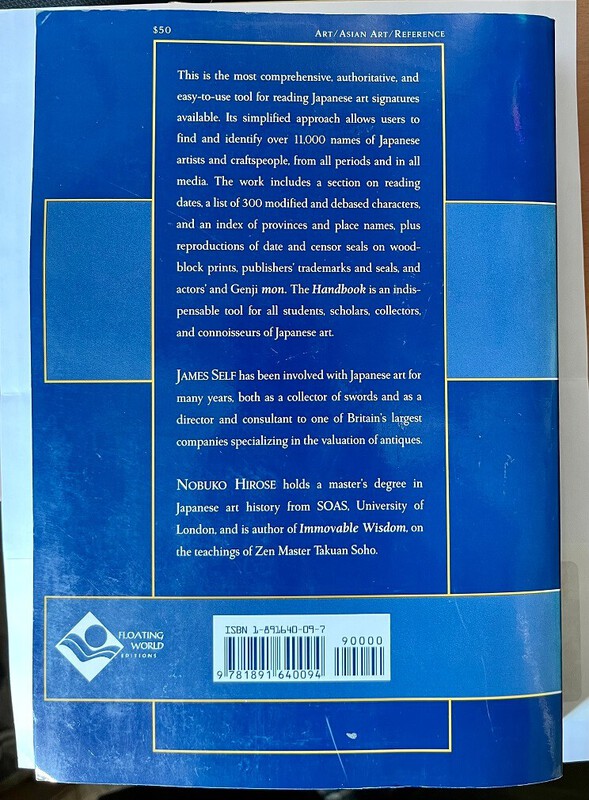 $50
ART/ASIAN ART/REFERENCE
This is the most comprehensive, authoritative, and
easy-to-use tool for reading Japanese art signatures
available. Its simplified approach allows users to
find and identify over 11,000 names of Japanese
artists and craftspeople, from all periods and in all
media. The work includes a section on reading
dates, a list of 300 modified and debased characters,
and an index of provinces and place names, plus
reproductions of date and censor seals on wood-
block prints, publishers' trademarks and seals, and
actors' and Genji mon. The Handbook is an indis-
pensable tool for all students, scholars, collectors,
and connoisseurs of Japanese art.
JAMES SELF has been involved with Japanese art for
many years, both as a collector of swords and as a
director and consultant to one of Britain's largest
companies specializing in the valuation of antiques.
NOBUKO HIROSE holds a master's degree in
Japanese art history from SOAS, University of
London, and is author of Immovable Wisdom, on
the teachings of Zen Master Takuan Soho.
FLOATING
WORLD
EDITIONS
ISBN 1-891640-09-7
90000
9 781891 640094